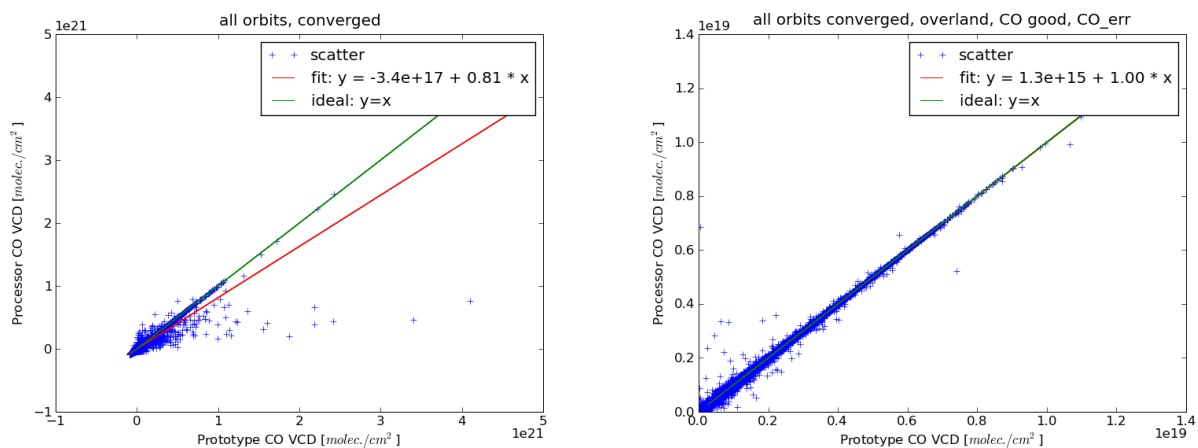 all orbits, converged
1e21
5
4
3
2
1
0
−1
−1 0 1 2 3 4 5
1e21
Processor CO VCD [molec./cm²]
Prototype CO VCD [molec./cm²]
scatter
fit: y = -3.4e+17 + 0.81 * x
ideal: y=x
all orbits converged, overland, CO good, CO_err
1e19
1.4
1.2
1.0
0.8
0.6
0.4
0.2
0.0
0.0 0.2 0.4 0.6 0.8 1.0 1.2 1.4
1e19
Processor CO VCD [molec./cm²]
Prototype CO VCD [molec./cm²]
scatter
fit: y = 1.3e+15 + 1.00 * x
ideal: y=x